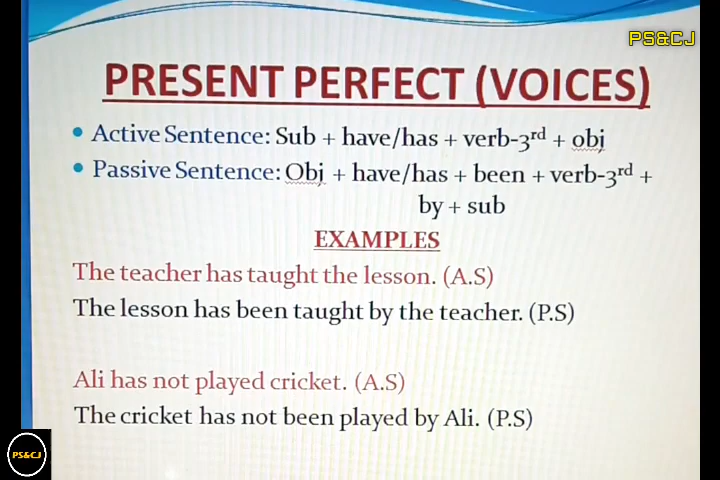 PS&CJ
PRESENT PERFECT (VOICES)
• Active Sentence: Sub + have/has + verb-3rd + obj
• Passive Sentence: Obj + have/has + been + verb-3rd +
by + sub
EXAMPLES
The teacher has taught the lesson. (A.S)
The lesson has been taught by the teacher. (P.S)
Ali has not played cricket. (A.S)
The cricket has not been played by Ali. (P.S)
PS&CJ